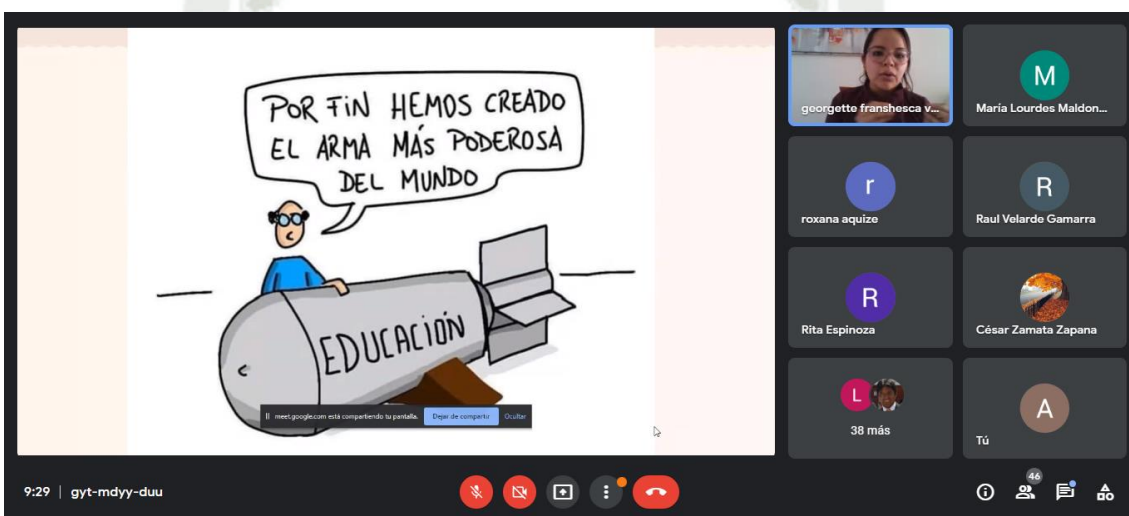 POR FIN HEMOS CREADO
EL ARMA MÁS PODEROSA
DEL MUNDO
EDUCACIÓN
meet.google.com está compartiendo tu pantalla.
Dejar de compartir
Ocultar
georgette franshesca v...
M
María Lourdes Maldon...
r
roxana aquize
R
Raul Velarde Gamarra
R
Rita Espinoza
César Zamata Zapana
L
38 más
A
Tú
9:29 | gyt-mdyy-duu
46